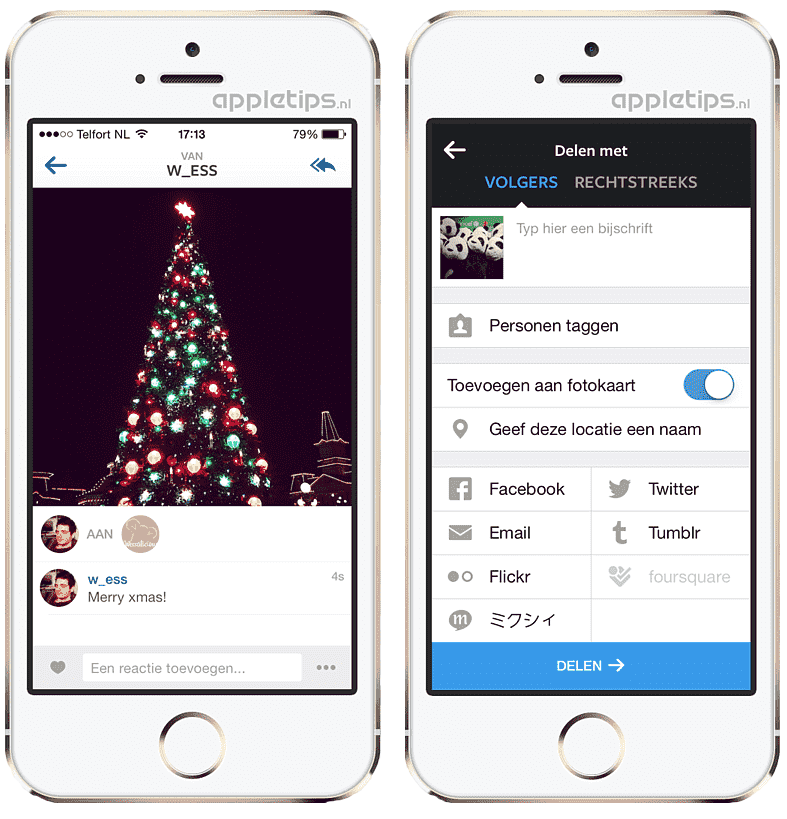 appletips.nl
Telfort NL 17:13 79%
VAN
W_ESS
AAN
w_ess 4s
Merry xmas!
Een reactie toevoegen...
appletips.nl
Delen met
VOLGERS RECHTSTREEKS
Typ hier een bijschrift
Personen taggen
Toevoegen aan fotokaart
Geef deze locatie een naam
Facebook Twitter
Email Tumblr
Flickr foursquare
ミクシィ
DELEN